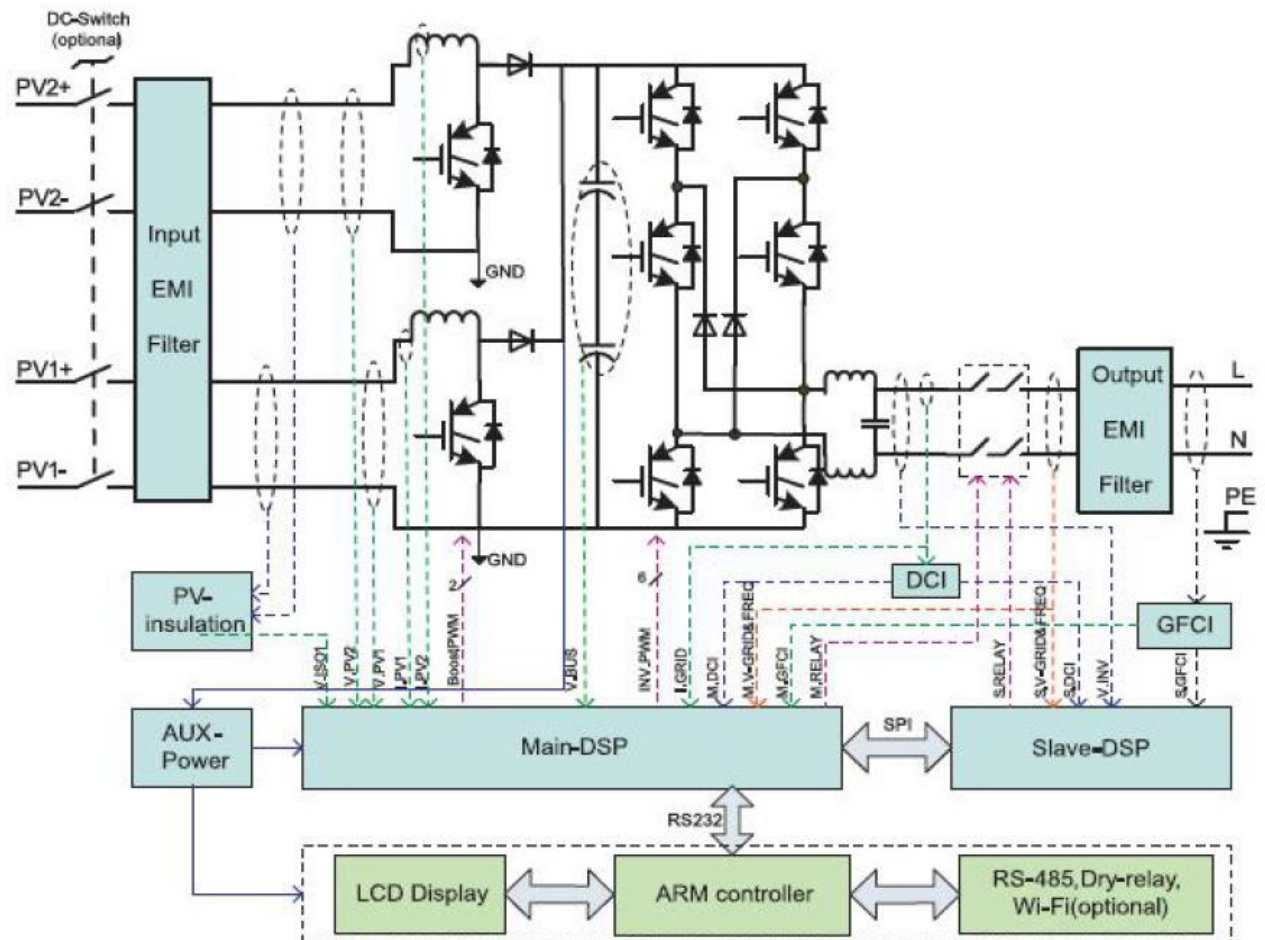 DC-Switch
(optional)
PV2+
PV2-
PV1+
PV1-
Input
EMI
Filter
GND
GND
Output
EMI
Filter
L
N
PE
PV-
insulation
DCI
GFCI
2
6
V.ISO1
V.PV2
V.PV1
I.PV1
I.PV2
BoostPWM
V.BUS
INV.PWM
I.GRID
M.DCI
M.V-GRID&FREQ
M.GFCI
M.RELAY
S.RELAY
S.V-GRID&FREQ
S.DCI
V.INV
S.GFCI
AUX-
Power
Main-DSP
SPI
Slave-DSP
RS232
LCD Display
ARM controller
RS-485,Dry-relay,
Wi-Fi(optional)